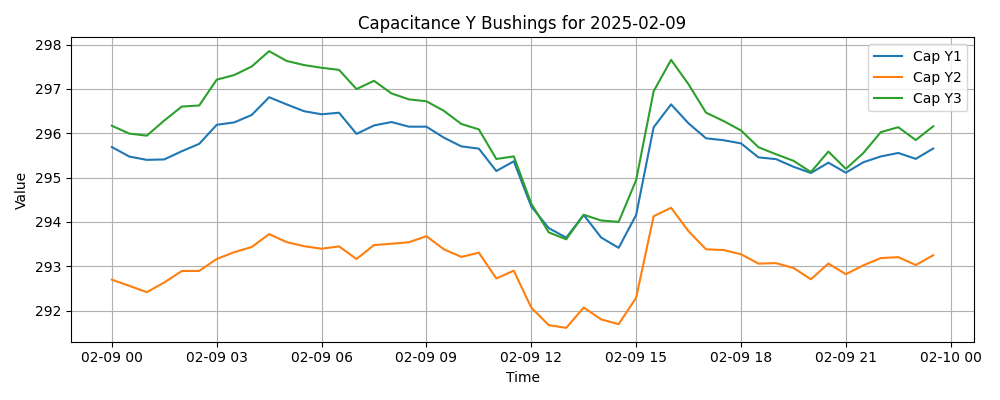 Capacitance Y Bushings for 2025-02-09
Cap Y1
Cap Y2
Cap Y3
298
297
296
295
294
293
292
Value
02-09 00
02-09 03
02-09 06
02-09 09
02-09 12
02-09 15
02-09 18
02-09 21
02-10 00
Time